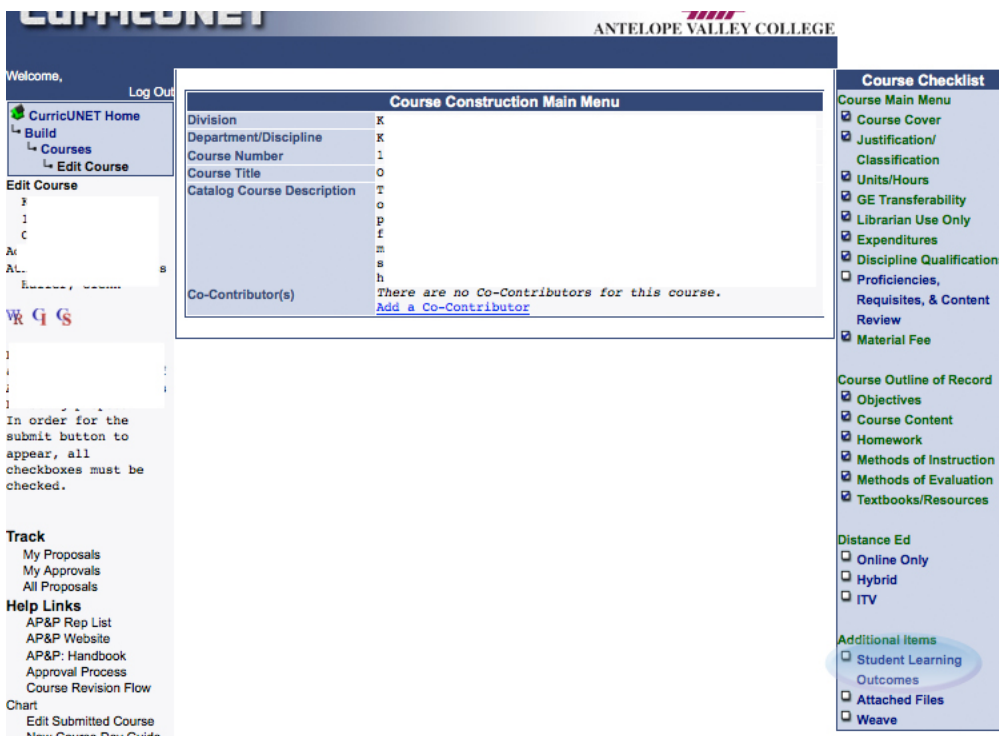 CurricUNET
ANTELOPE VALLEY COLLEGE
Welcome,
Log Out
CurricUNET Home
Build
Courses
Edit Course
Edit Course
WR CI CS
In order for the
submit button to
appear, all
checkboxes must be
checked.
Track
My Proposals
My Approvals
All Proposals
Help Links
AP&P Rep List
AP&P Website
AP&P: Handbook
Approval Process
Course Revision Flow
Chart
Edit Submitted Course
Course Construction Main Menu
Division K
Department/Discipline K
Course Number 1
Course Title O
Catalog Course Description T
o
p
f
m
s
h
Co-Contributor(s) There are no Co-Contributors for this course.
Add a Co-Contributor
Course Checklist
Course Main Menu
Course Cover
Justification/
Classification
Units/Hours
GE Transferability
Librarian Use Only
Expenditures
Discipline Qualification
Proficiencies,
Requisites, & Content
Review
Material Fee
Course Outline of Record
Objectives
Course Content
Homework
Methods of Instruction
Methods of Evaluation
Textbooks/Resources
Distance Ed
Online Only
Hybrid
ITV
Additional Items
Student Learning
Outcomes
Attached Files
Weave